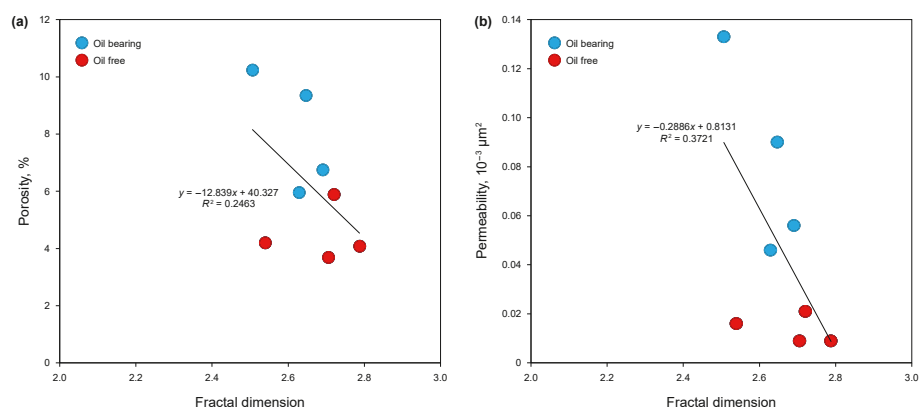 (a)
12
10
8
6
4
2
0
Porosity, %
Oil bearing
Oil free
y = −12.839x + 40.327
R² = 0.2463
2.0 2.2 2.4 2.6 2.8 3.0
Fractal dimension
(b)
0.14
0.12
0.10
0.08
0.06
0.04
0.02
0
Permeability, 10⁻³ μm²
Oil bearing
Oil free
y = −0.2886x + 0.8131
R² = 0.3721
2.0 2.2 2.4 2.6 2.8 3.0
Fractal dimension